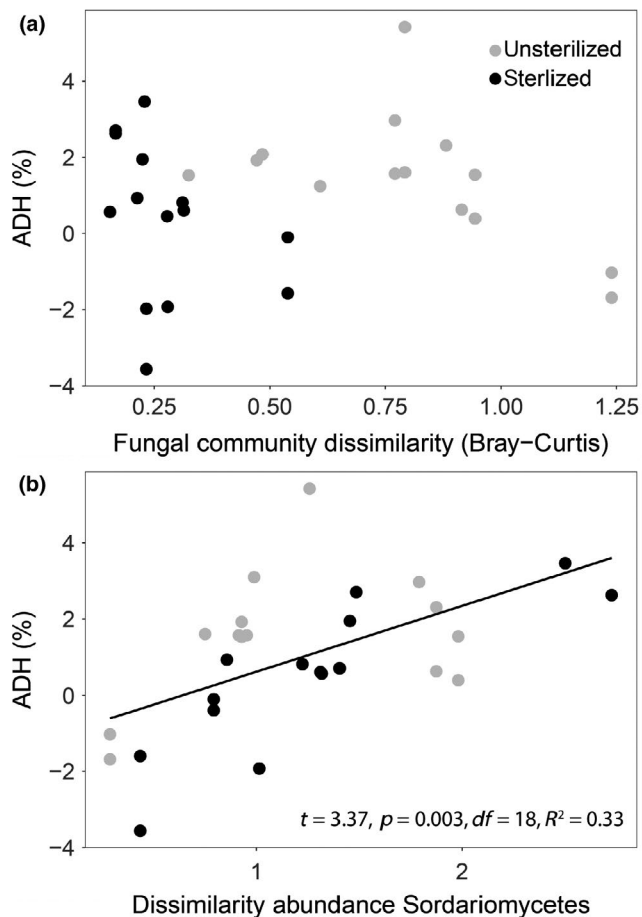 (a)
Unsterilized
Sterlized
ADH (%)
4
2
0
−2
−4
0.25 0.50 0.75 1.00 1.25
Fungal community dissimilarity (Bray−Curtis)
(b)
ADH (%)
4
2
0
−2
−4
t = 3.37, p = 0.003, df = 18, R² = 0.33
1 2
Dissimilarity abundance Sordariomycetes